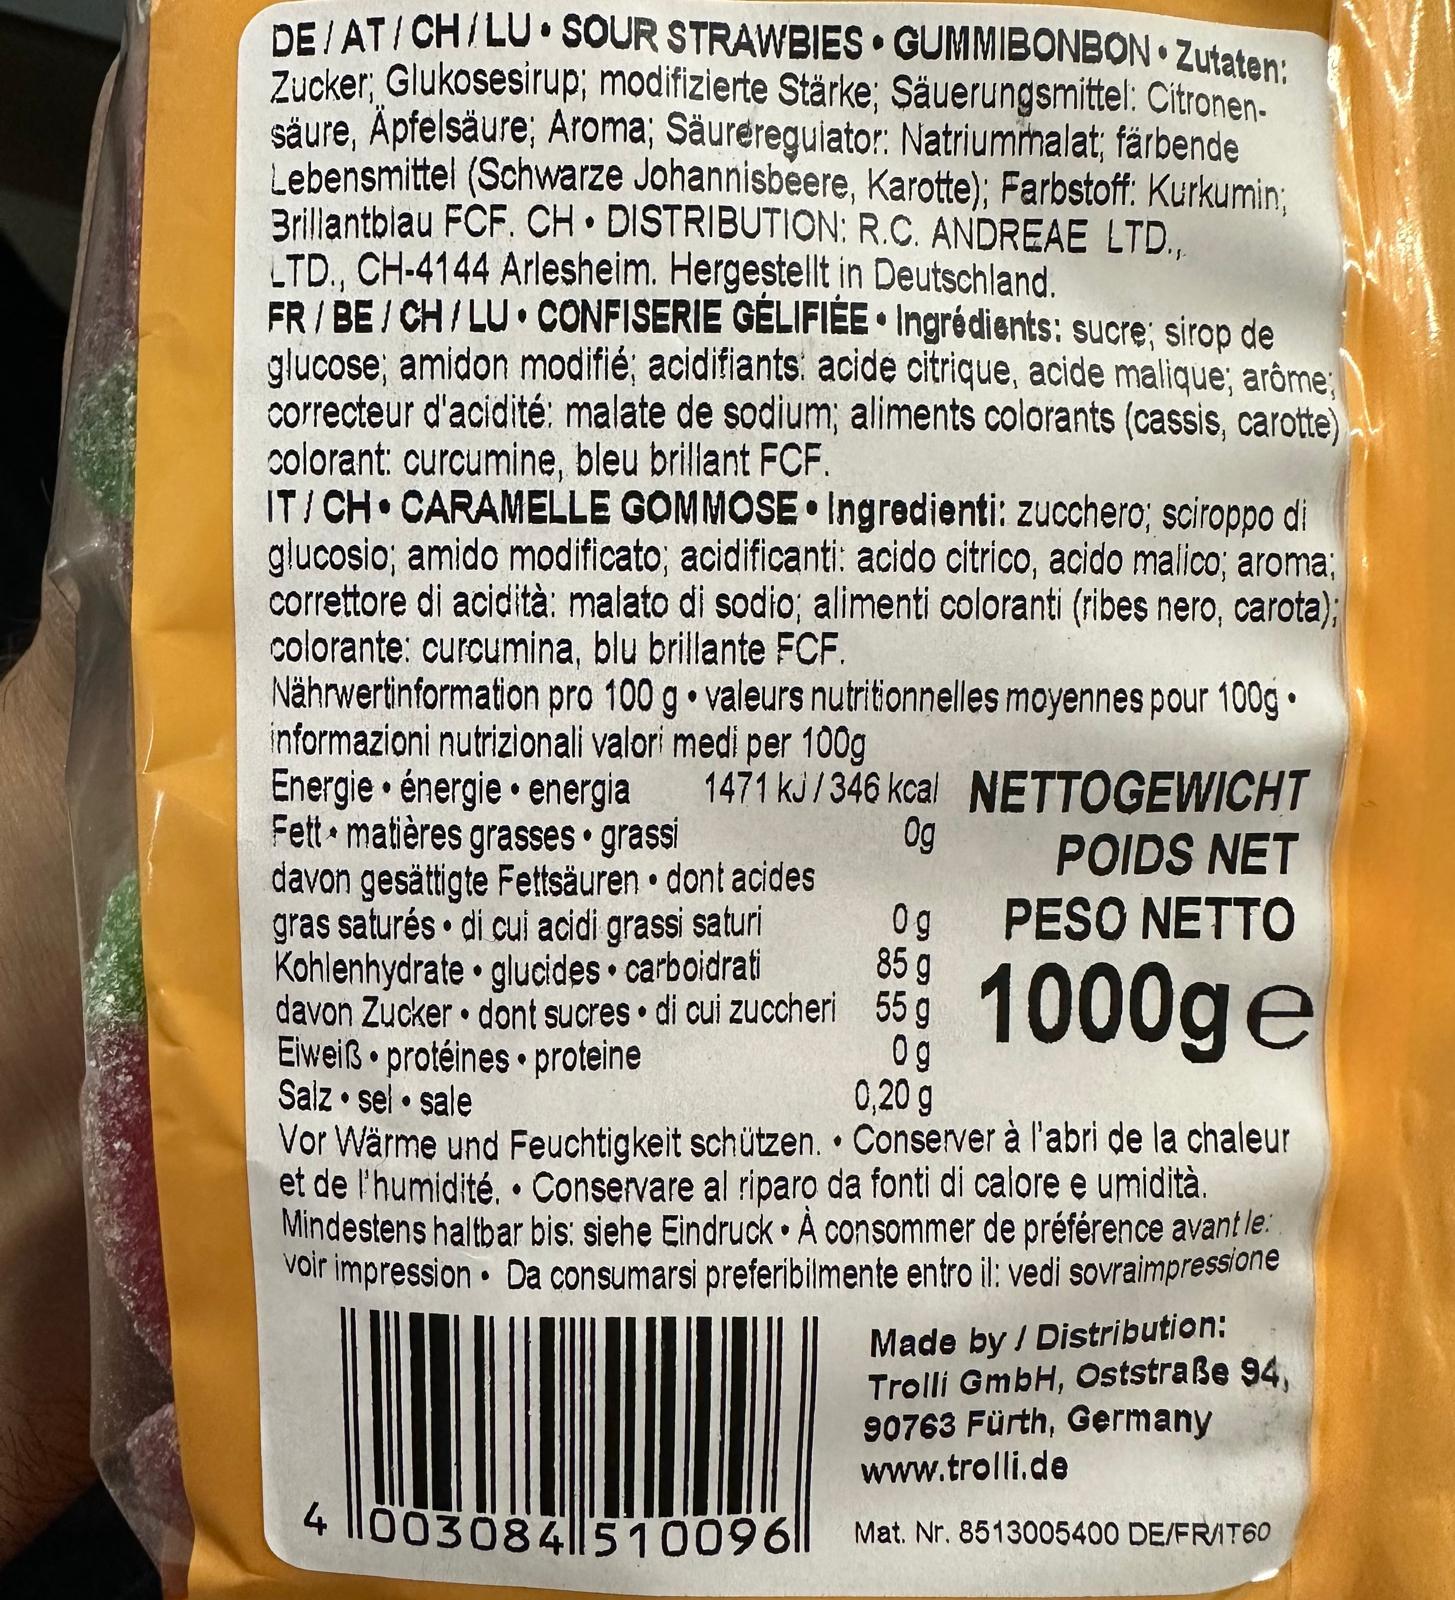 DE / AT / CH / LU • SOUR STRAWBIES • GUMMIBONBON • Zutaten:
Zucker; Glukosesirup; modifizierte Stärke; Säuerungsmittel: Citronen-
säure, Äpfelsäure; Aroma; Säureregulator: Natriummalat; färbende
Lebensmittel (Schwarze Johannisbeere, Karotte); Farbstoff: Kurkumin;
Brillantblau FCF. CH • DISTRIBUTION: R.C. ANDREAE LTD.,
LTD., CH-4144 Arlesheim. Hergestellt in Deutschland.
FR / BE / CH / LU • CONFISERIE GÉLIFIÉE • Ingrédients: sucre; sirop de
glucose; amidon modifié; acidifiants: acide citrique, acide malique; arôme;
correcteur d'acidité: malate de sodium; aliments colorants (cassis, carotte)
colorant: curcumine, bleu brillant FCF.
IT / CH • CARAMELLE GOMMOSE • Ingredienti: zucchero; sciroppo di
glucosio; amido modificato; acidificanti: acido citrico, acido malico; aroma;
correttore di acidità: malato di sodio; alimenti coloranti (ribes nero, carota);
colorante: curcumina, blu brillante FCF.
Nährwertinformation pro 100 g • valeurs nutritionnelles moyennes pour 100g •
informazioni nutrizionali valori medi per 100g
Energie • énergie • energia 1471 kJ / 346 kcal
Fett • matières grasses • grassi 0g
davon gesättigte Fettsäuren • dont acides
gras saturés • di cui acidi grassi saturi 0 g
Kohlenhydrate • glucides • carboidrati 85 g
davon Zucker • dont sucres • di cui zuccheri 55 g
Eiweiß • protéines • proteine 0 g
Salz • sel • sale 0,20 g
NETTOGEWICHT
POIDS NET
PESO NETTO
1000g e
Vor Wärme und Feuchtigkeit schützen. • Conserver à l'abri de la chaleur
et de l'humidité. • Conservare al riparo da fonti di calore e umidità.
Mindestens haltbar bis: siehe Eindruck • À consommer de préférence avant le:
voir impression • Da consumarsi preferibilmente entro il: vedi sovraimpressione
4 003084 510096
Made by / Distribution:
Trolli GmbH, Oststraße 94,
90763 Fürth, Germany
www.trolli.de
Mat. Nr. 8513005400 DE/FR/IT60